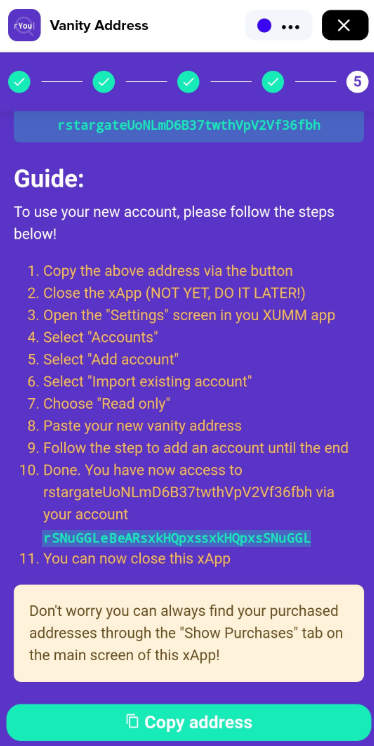 rYou
Vanity Address
5
rstargateUoNLmD6B37twthVpV2Vf36fbh
Guide:
To use your new account, please follow the steps
below!
1. Copy the above address via the button
2. Close the xApp (NOT YET, DO IT LATER!)
3. Open the "Settings" screen in you XUMM app
4. Select "Accounts"
5. Select "Add account"
6. Select "Import existing account"
7. Choose "Read only"
8. Paste your new vanity address
9. Follow the step to add an account until the end
10. Done. You have now access to
rstargateUoNLmD6B37twthVpV2Vf36fbh via
your account
rSNuGGLeBeARsxkHQpxssxkHQpxsSNuGGL
11. You can now close this xApp
Don't worry you can always find your purchased
addresses through the "Show Purchases" tab on
the main screen of this xApp!
Copy address